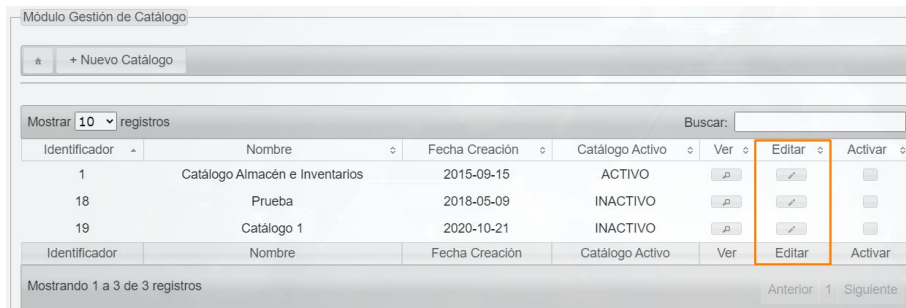 Módulo Gestión de Catálogo
+ Nuevo Catálogo
Mostrar 10 registros Buscar:
Identificador Nombre Fecha Creación Catálogo Activo Ver Editar Activar
1 Catálogo Almacén e Inventarios 2015-09-15 ACTIVO
18 Prueba 2018-05-09 INACTIVO
19 Catálogo 1 2020-10-21 INACTIVO
Identificador Nombre Fecha Creación Catálogo Activo Ver Editar Activar
Mostrando 1 a 3 de 3 registros Anterior 1 Siguiente